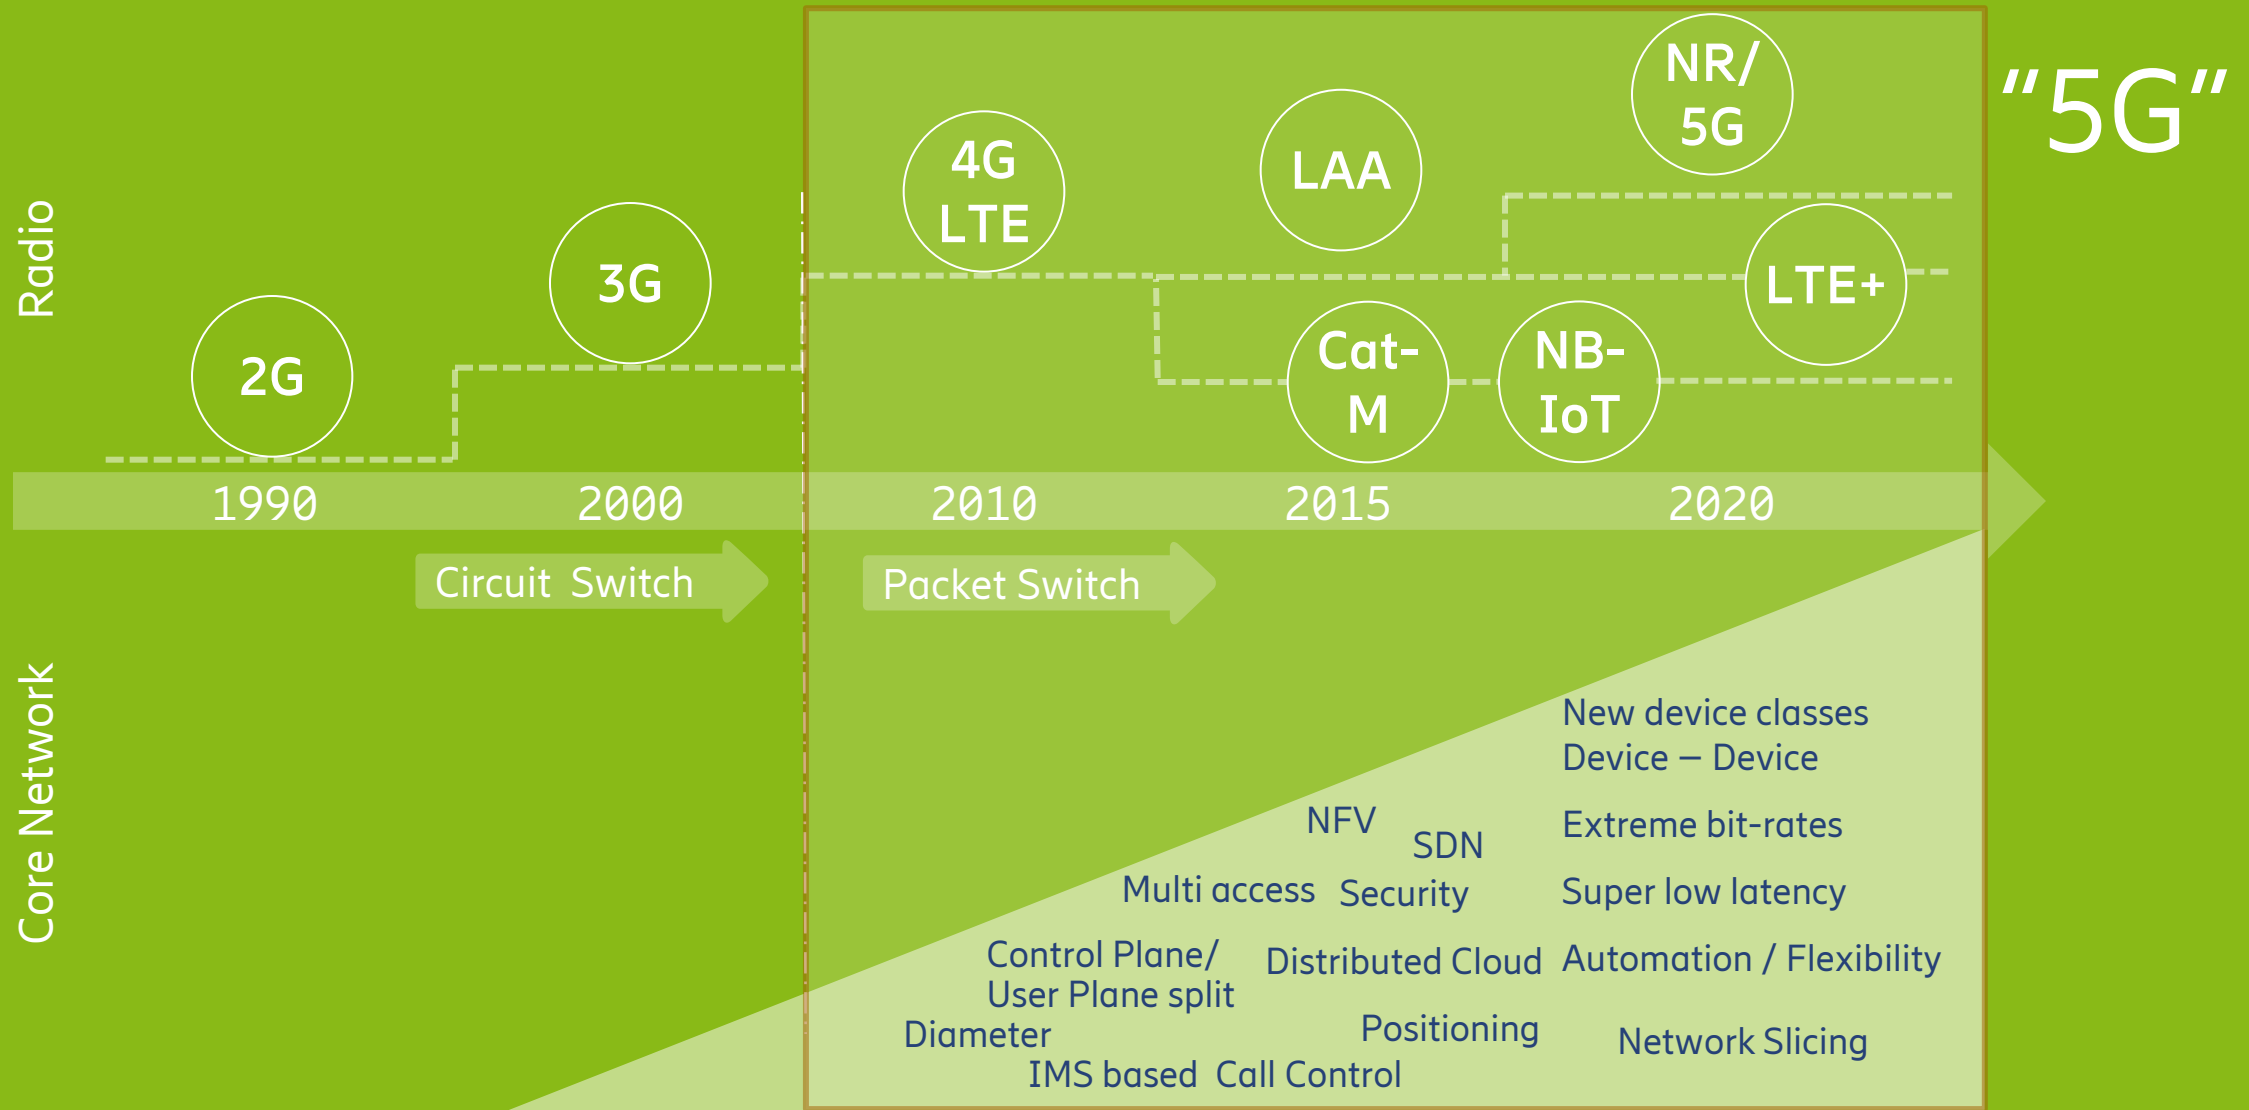 NR/
5G
“5G“
4G
LTE
LAA
3G
2G
LTE+
Cat-
M
NB-
IoT
Radio
1990
2000
2010
2015
2020
Circuit  Switch
Packet Switch
Core Network
New device classes
Device – Device
NFV
SDN
Extreme bit-rates
Multi access
Security
Super low latency
Control Plane/
User Plane split
Distributed Cloud
Automation / Flexibility
Diameter
Positioning
Network Slicing
IMS based  Call Control